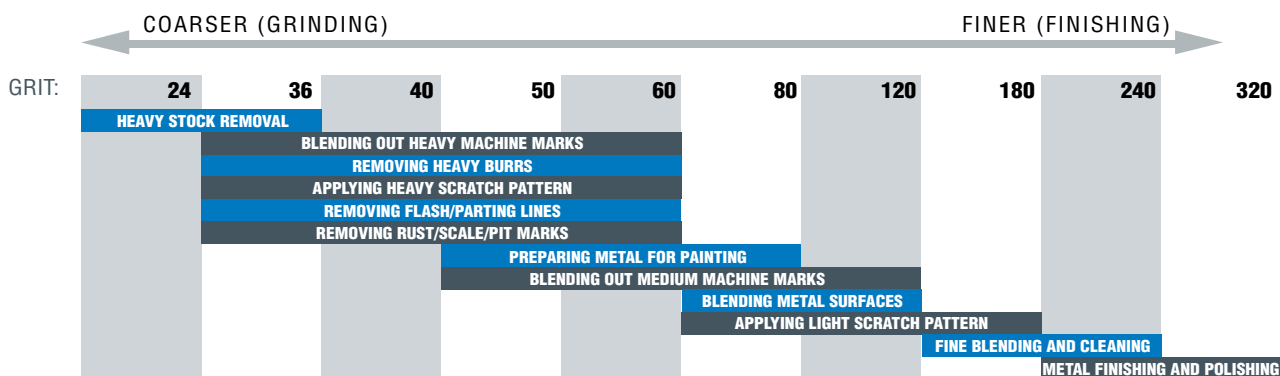 COARSER (GRINDING) FINER (FINISHING)
GRIT: 24 36 40 50 60 80 120 180 240 320
HEAVY STOCK REMOVAL
BLENDING OUT HEAVY MACHINE MARKS
REMOVING HEAVY BURRS
APPLYING HEAVY SCRATCH PATTERN
REMOVING FLASH/PARTING LINES
REMOVING RUST/SCALE/PIT MARKS
PREPARING METAL FOR PAINTING
BLENDING OUT MEDIUM MACHINE MARKS
BLENDING METAL SURFACES
APPLYING LIGHT SCRATCH PATTERN
FINE BLENDING AND CLEANING
METAL FINISHING AND POLISHING